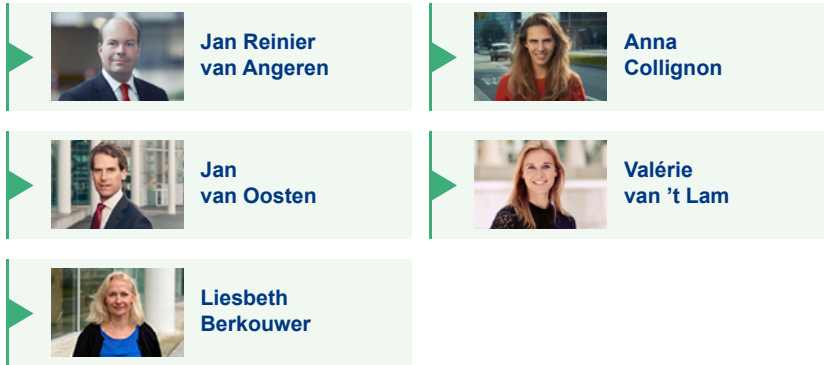 Jan Reinier
van Angeren
Anna
Collignon
Jan
van Oosten
Valérie
van ’t Lam
Liesbeth
Berkouwer